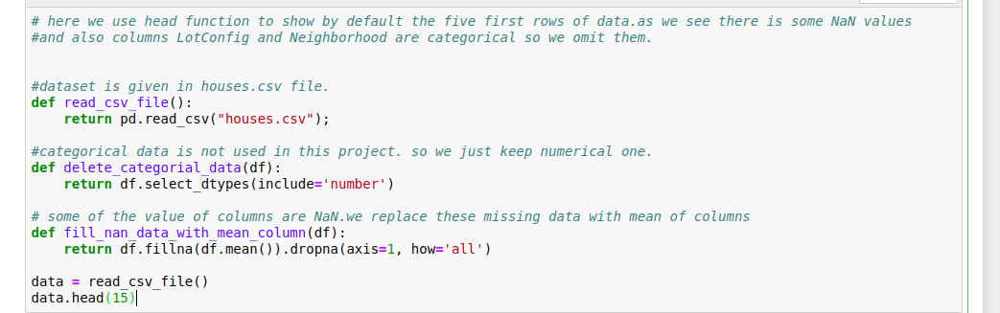 # here we use head function to show by default the five first rows of data.as we see there is some NaN values
#and also columns LotConfig and Neighborhood are categorical so we omit them.
#dataset is given in houses.csv file.
def read_csv_file():
    return pd.read_csv("houses.csv");
#categorical data is not used in this project. so we just keep numerical one.
def delete_categorial_data(df):
    return df.select_dtypes(include='number')
# some of the value of columns are NaN.we replace these missing data with mean of columns
def fill_nan_data_with_mean_column(df):
    return df.fillna(df.mean()).dropna(axis=1, how='all')
data = read_csv_file()
data.head(15)